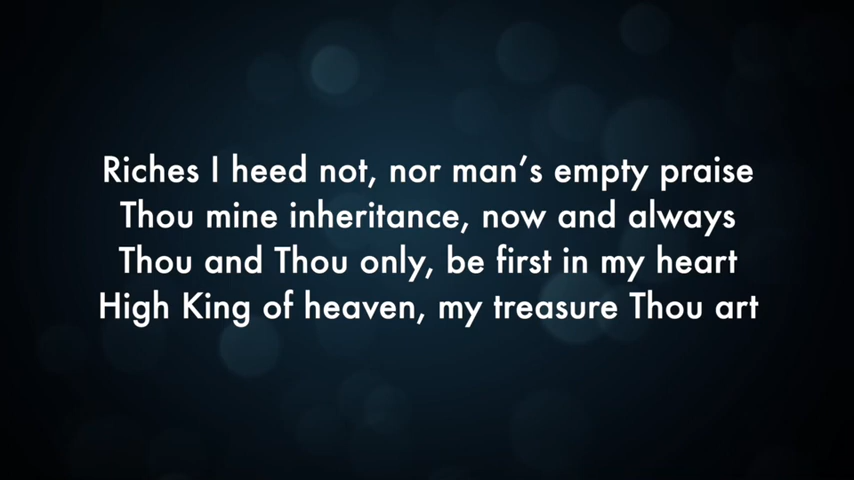 Riches I heed not, nor man’s empty praise
Thou mine inheritance, now and always
Thou and Thou only, be first in my heart
High King of heaven, my treasure Thou art